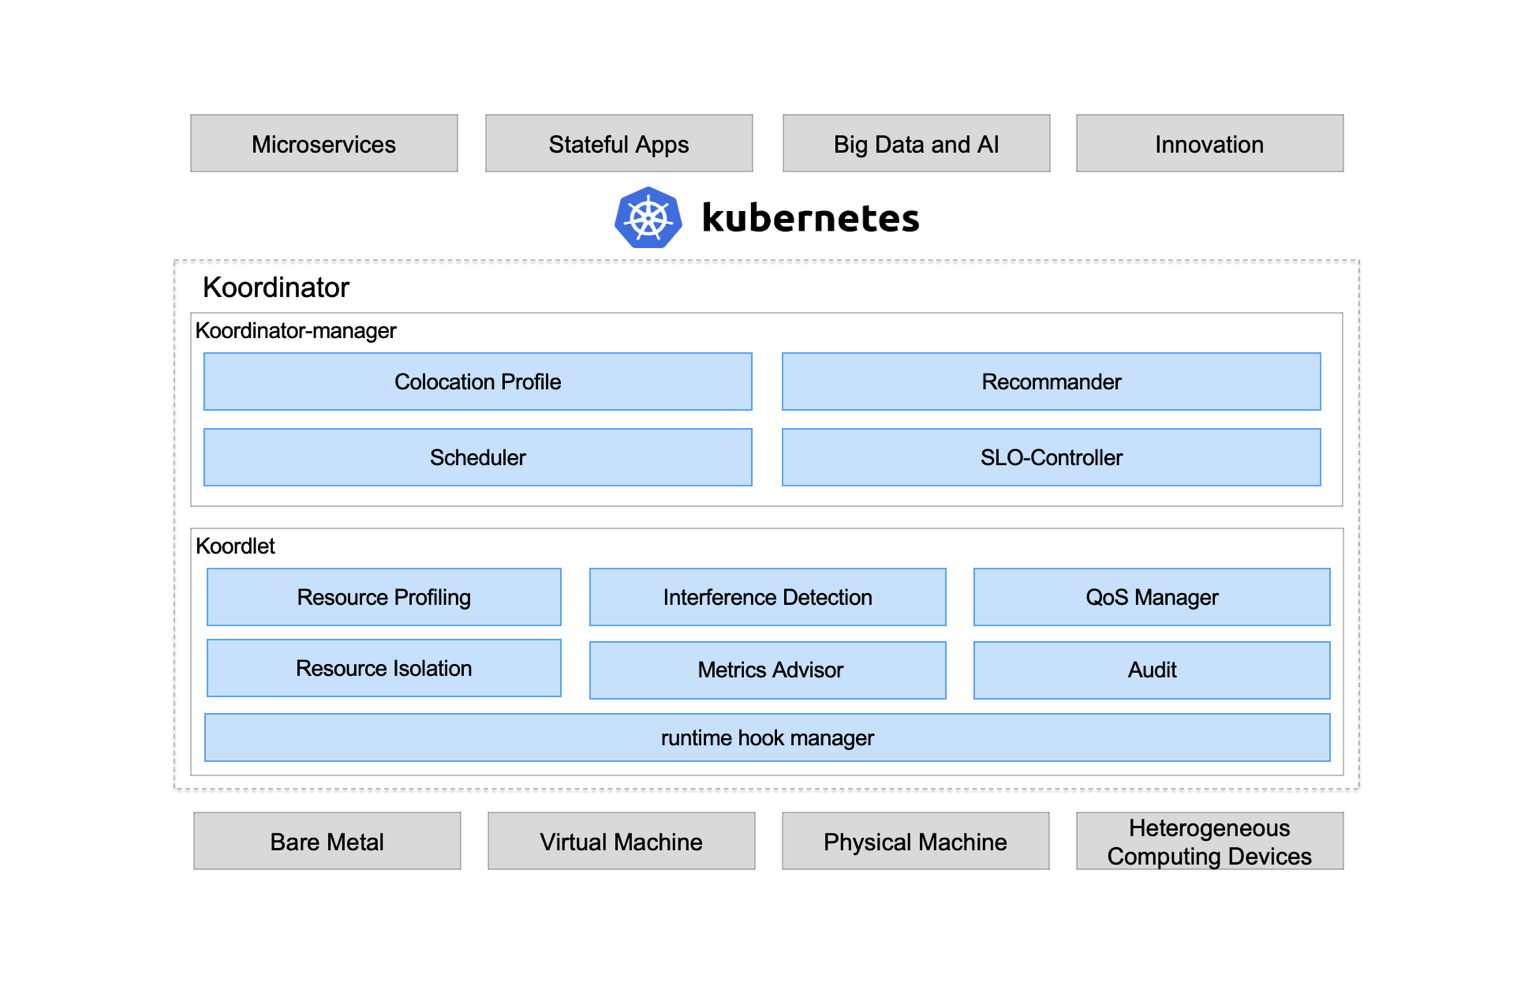 Microservices
Stateful Apps
Big Data and AI
Innovation
kubernetes
Koordinator
Koordinator-manager
Colocation Profile
Recommander
Scheduler
SLO-Controller
Koordlet
Resource Profiling
Interference Detection
QoS Manager
Resource Isolation
Metrics Advisor
Audit
runtime hook manager
Bare Metal
Virtual Machine
Physical Machine
Heterogeneous
Computing Devices